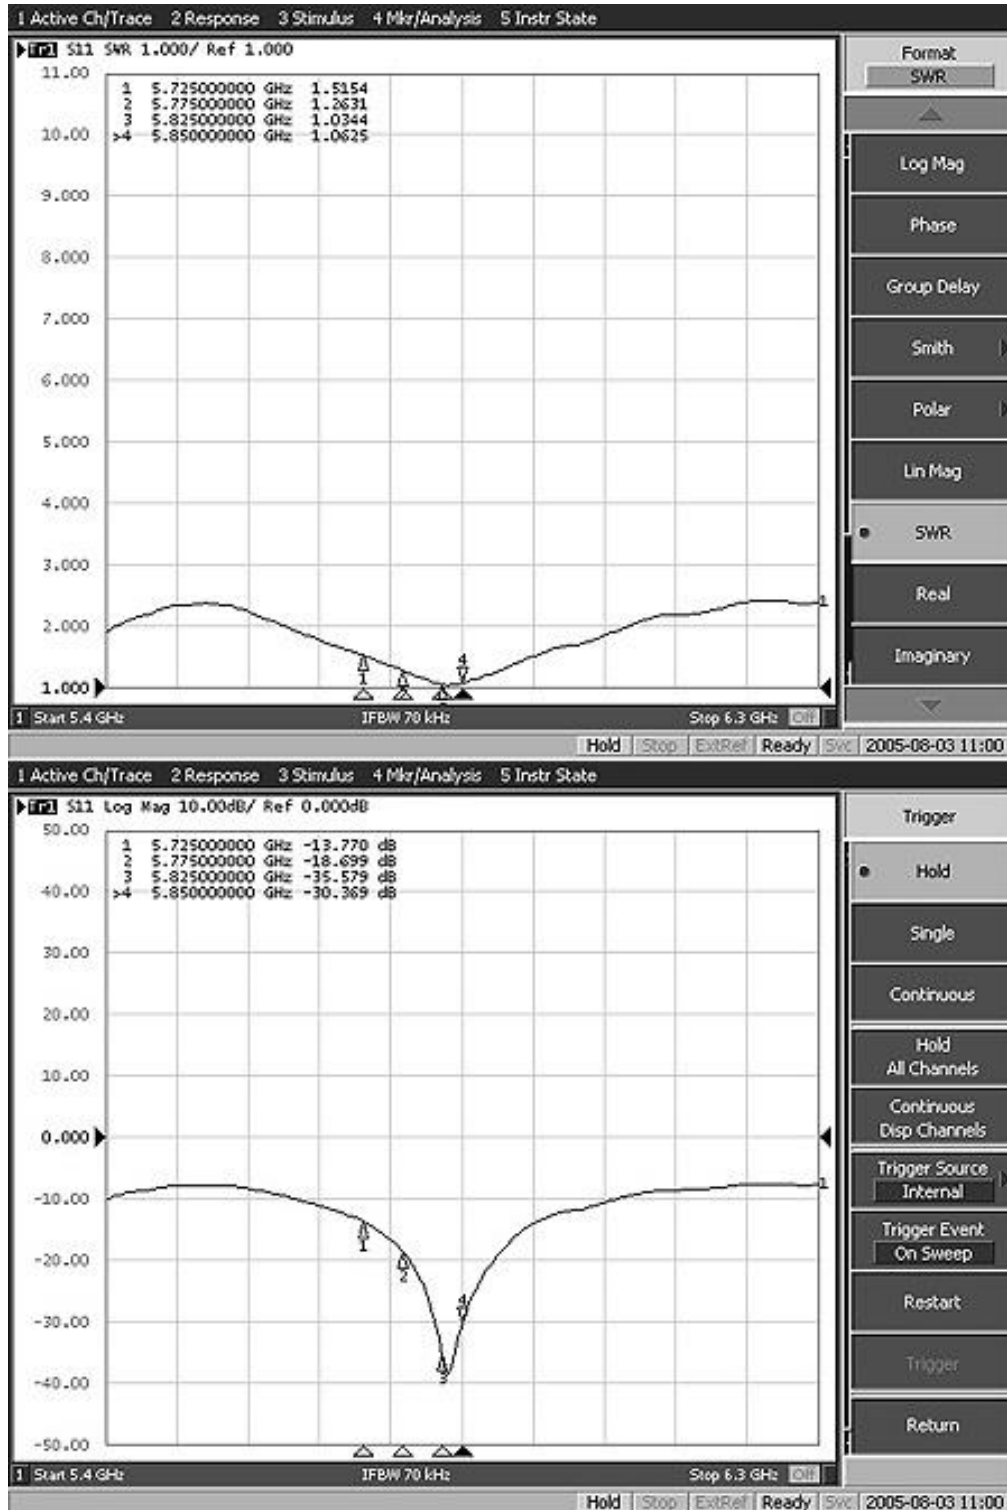 1 Active Ch/Trace 2 Response 3 Stimulus 4 Mkr/Analysis 5 Instr State
Tr1 S11 SWR 1.000/ Ref 1.000
11.00
10.00
9.000
8.000
7.000
6.000
5.000
4.000
3.000
2.000
1.000
1 5.725000000 GHz 1.5154
2 5.775000000 GHz 1.2631
3 5.825000000 GHz 1.0344
>4 5.850000000 GHz 1.0625
1
4
1
1 Start 5.4 GHz IFBW 70 kHz Stop 6.3 GHz Off
Format
SWR
Log Mag
Phase
Group Delay
Smith
Polar
Lin Mag
SWR
Real
Imaginary
Hold Stop ExtRef Ready Svc 2005-08-03 11:00
1 Active Ch/Trace 2 Response 3 Stimulus 4 Mkr/Analysis 5 Instr State
Tr1 S11 Log Mag 10.00dB/ Ref 0.000dB
50.00
40.00
30.00
20.00
10.00
0.000
-10.00
-20.00
-30.00
-40.00
-50.00
1 5.725000000 GHz -13.770 dB
2 5.775000000 GHz -18.699 dB
3 5.825000000 GHz -35.579 dB
>4 5.850000000 GHz -30.369 dB
1
1
2
4
3
1 Start 5.4 GHz IFBW 70 kHz Stop 6.3 GHz Off
Trigger
Hold
Single
Continuous
Hold
All Channels
Continuous
Disp Channels
Trigger Source
Internal
Trigger Event
On Sweep
Restart
Trigger
Return
Hold Stop ExtRef Ready Svc 2005-08-03 11:00